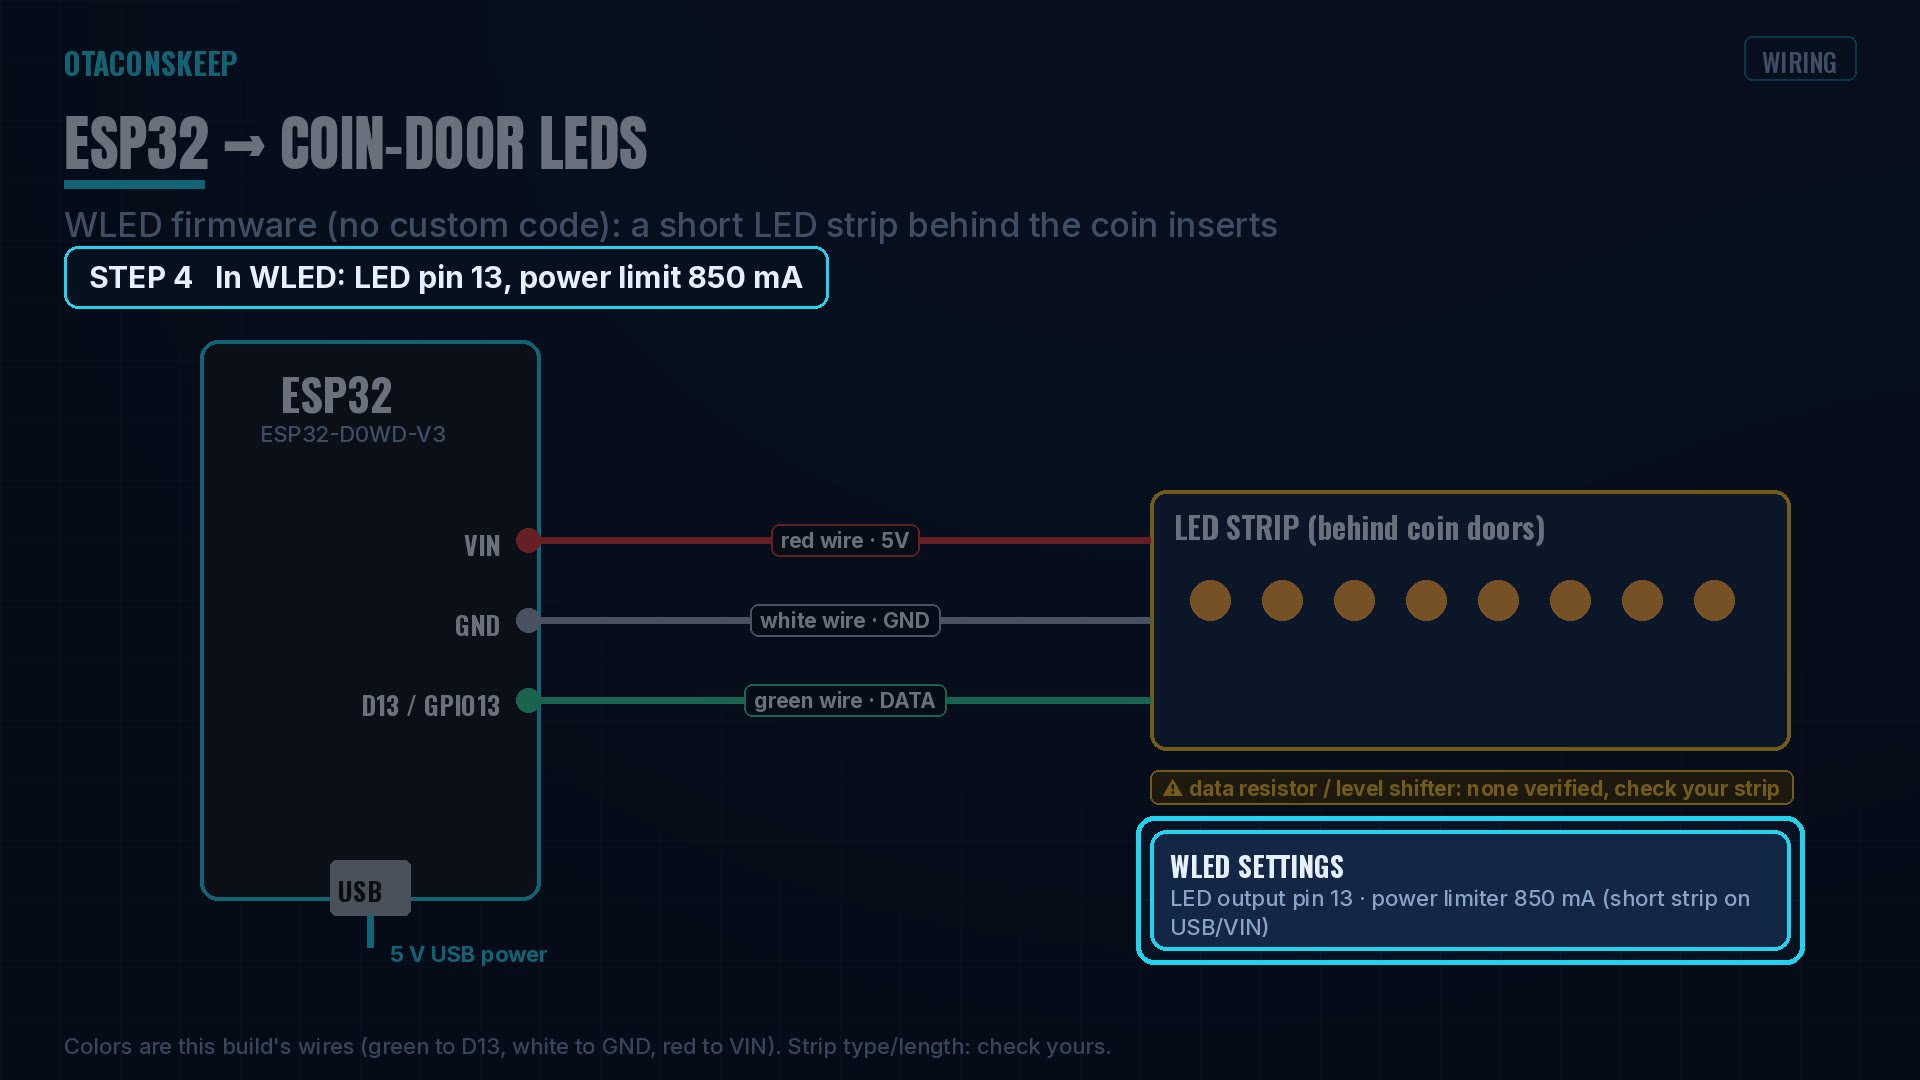 OTACONSKEEP
WIRING
ESP32 → COIN-DOOR LEDS
WLED firmware (no custom code): a short LED strip behind the coin inserts
STEP 4 In WLED: LED pin 13, power limit 850 mA
ESP32
ESP32-D0WD-V3
VIN
red wire · 5V
GND
white wire · GND
D13 / GPIO13
green wire · DATA
LED STRIP (behind coin doors)
⚠ data resistor / level shifter: none verified, check your strip
WLED SETTINGS
LED output pin 13 · power limiter 850 mA (short strip on
USB/VIN)
USB
5 V USB power
Colors are this build's wires (green to D13, white to GND, red to VIN). Strip type/length: check yours.